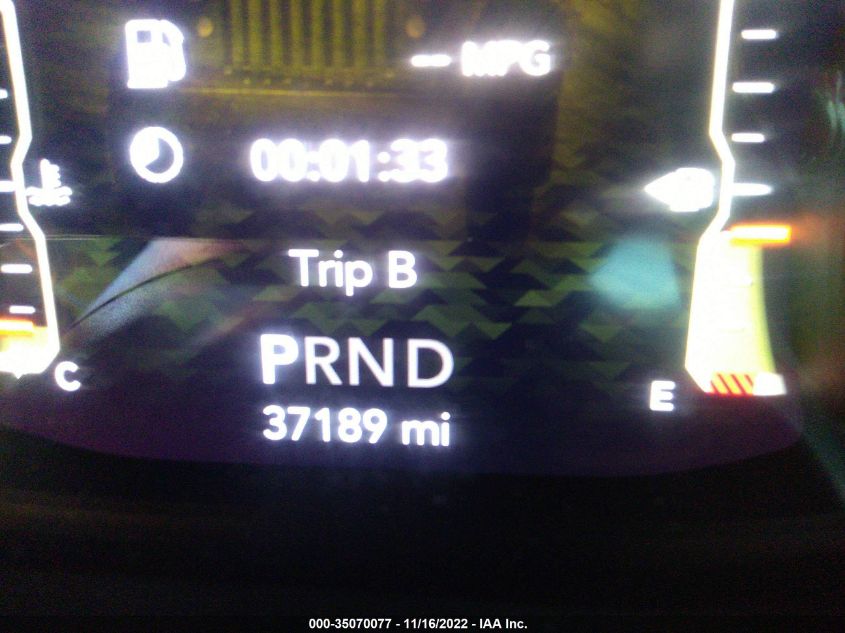 -- MPG
00:01:33
Trip B
PRND
37189 mi
C
E
000-35070077 - 11/16/2022 - IAA Inc.